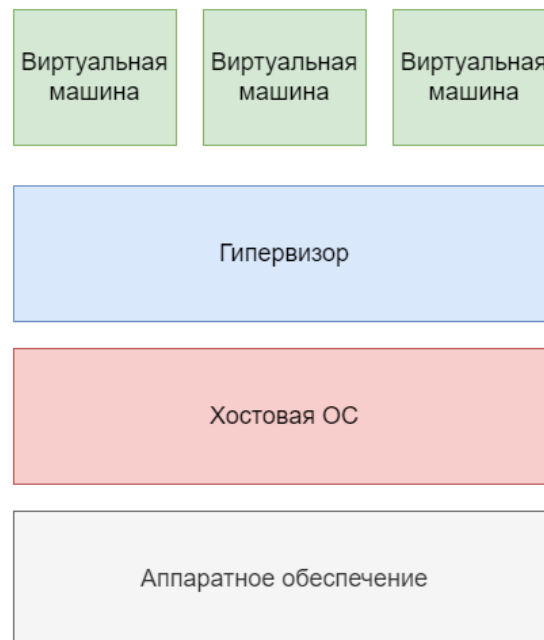 Виртуальная Виртуальная Виртуальная
машина машина машина
Гипервизор
Хостовая ОС
Аппаратное обеспечение